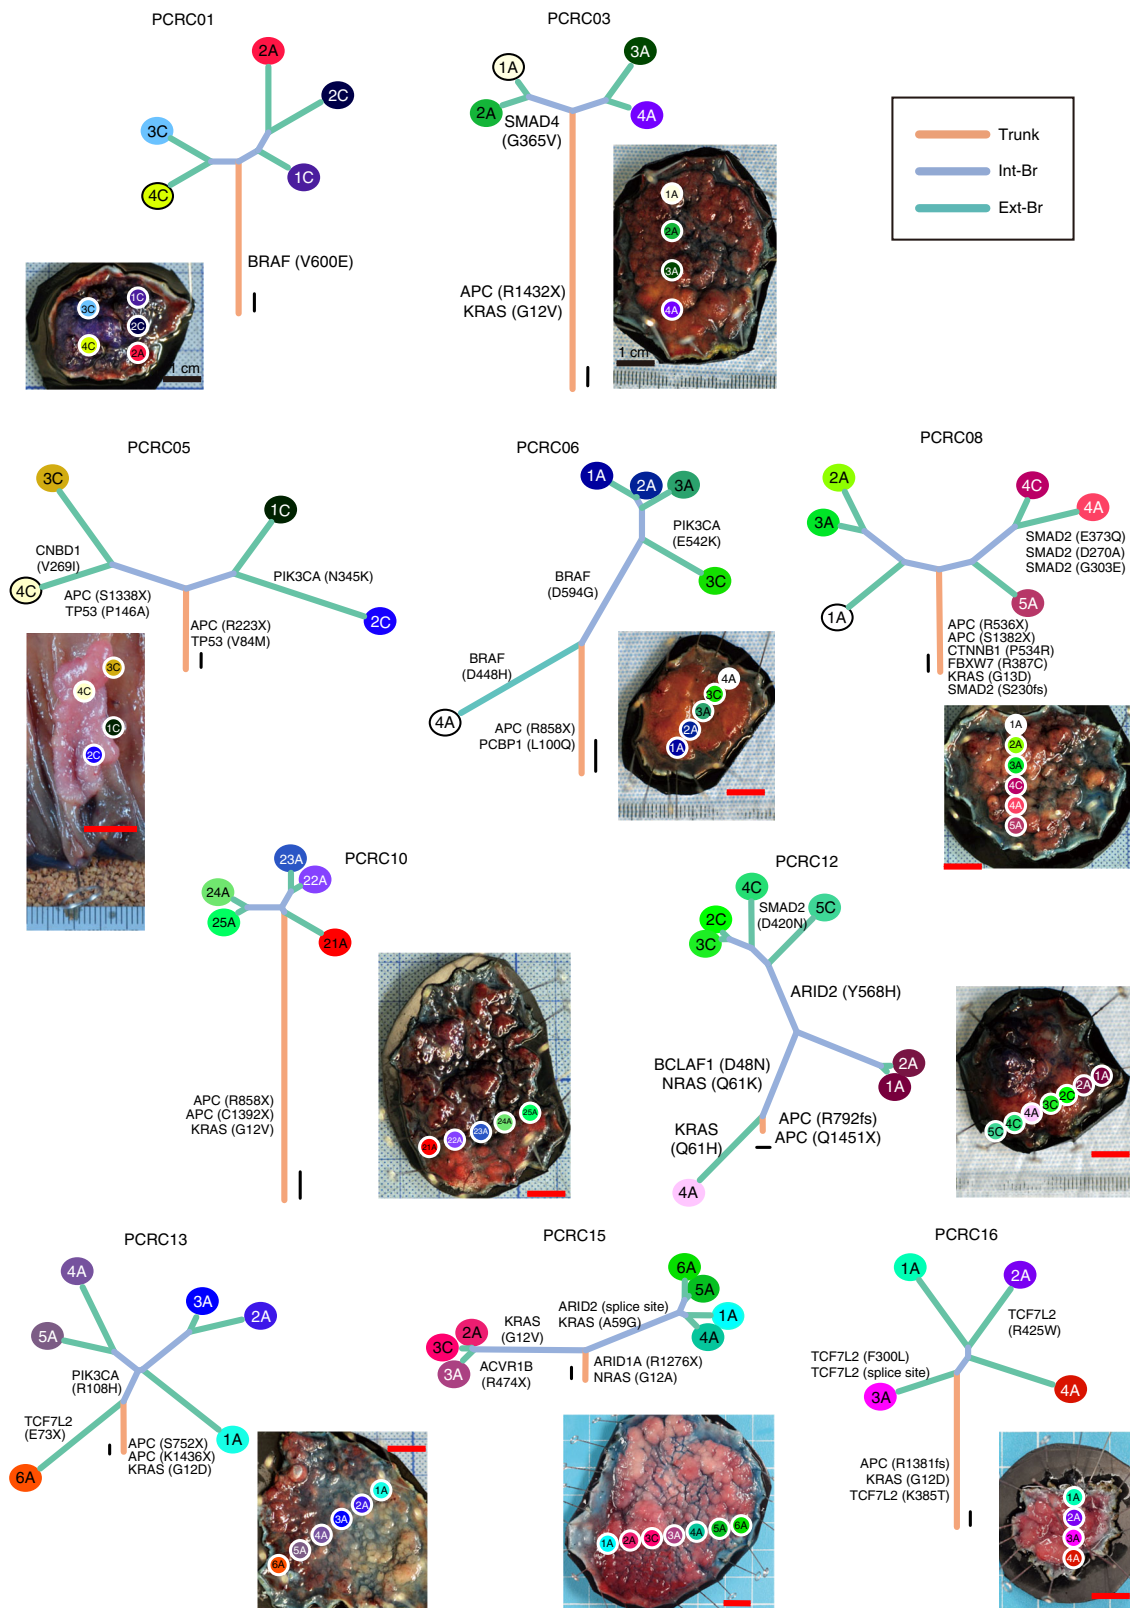 PCRC01
2A
2C
3C
1C
4C
BRAF (V600E)
3C
1C
2C
4C
2A
1 cm
PCRC03
1A
3A
2A
4A
SMAD4
(G365V)
APC (R1432X)
KRAS (G12V)
1A
2A
3A
4A
1 cm
Trunk
Int-Br
Ext-Br
PCRC05
3C
1C
CNBD1
(V269I)
4C
APC (S1338X)
TP53 (P146A)
PIK3CA (N345K)
2C
APC (R223X)
TP53 (V84M)
3C
4C
1C
2C
PCRC06
1A
2A
3A
PIK3CA
(E542K)
BRAF
(D594G)
3C
BRAF
(D448H)
4A
APC (R858X)
PCBP1 (L100Q)
4A
3C
3A
2A
1A
PCRC08
2A
4C
4A
3A
SMAD2 (E373Q)
SMAD2 (D270A)
SMAD2 (G303E)
1A
5A
APC (R536X)
APC (S1382X)
CTNNB1 (P534R)
FBXW7 (R387C)
KRAS (G13D)
SMAD2 (S230fs)
1A
2A
3A
4C
4A
5A
PCRC10
23A
22A
24A
25A
21A
APC (R858X)
APC (C1392X)
KRAS (G12V)
21A
22A
23A
24A
25A
PCRC12
4C
5C
2C
3C
SMAD2
(D420N)
ARID2 (Y568H)
BCLAF1 (D48N)
NRAS (Q61K)
2A
1A
KRAS
(Q61H)
APC (R792fs)
APC (Q1451X)
4A
5C
4C
4A
3C
2C
2A
1A
PCRC13
4A
3A
2A
5A
PIK3CA
(R108H)
TCF7L2
(E73X)
1A
6A
APC (S752X)
APC (K1436X)
KRAS (G12D)
1A
2A
3A
4A
5A
6A
PCRC15
6A
5A
ARID2 (splice site)
KRAS (A59G)
1A
4A
KRAS
(G12V)
2A
3C
3A
ACVR1B
(R474X)
ARID1A (R1276X)
NRAS (G12A)
1A
2A
3C
3A
4A
5A
6A
PCRC16
1A
2A
TCF7L2
(R425W)
TCF7L2 (F300L)
TCF7L2 (splice site)
3A
4A
APC (R1381fs)
KRAS (G12D)
TCF7L2 (K385T)
1A
2A
3A
4A